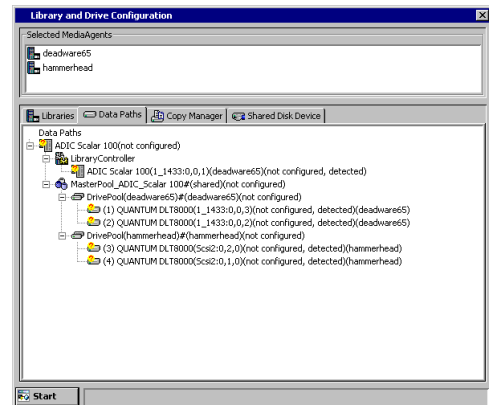 Library and Drive Configuration
Selected MediaAgents
deadware65
hammerhead
Libraries Data Paths Copy Manager Shared Disk Device
Data Paths
ADIC Scalar 100(not configured)
LibraryController
ADIC Scalar 100(1_1433:0,0,1)(deadware65)(not configured, detected)
MasterPool_ADIC_Scalar 100#(shared)(not configured)
DrivePool(deadware65)#(deadware65)(not configured)
(1) QUANTUM DLT8000(1_1433:0,0,3)(not configured, detected)(deadware65)
(2) QUANTUM DLT8000(1_1433:0,0,2)(not configured, detected)(deadware65)
DrivePool(hammerhead)#(hammerhead)(not configured)
(3) QUANTUM DLT8000(Scsi2:0,2,0)(not configured, detected)(hammerhead)
(4) QUANTUM DLT8000(Scsi2:0,1,0)(not configured, detected)(hammerhead)
Start